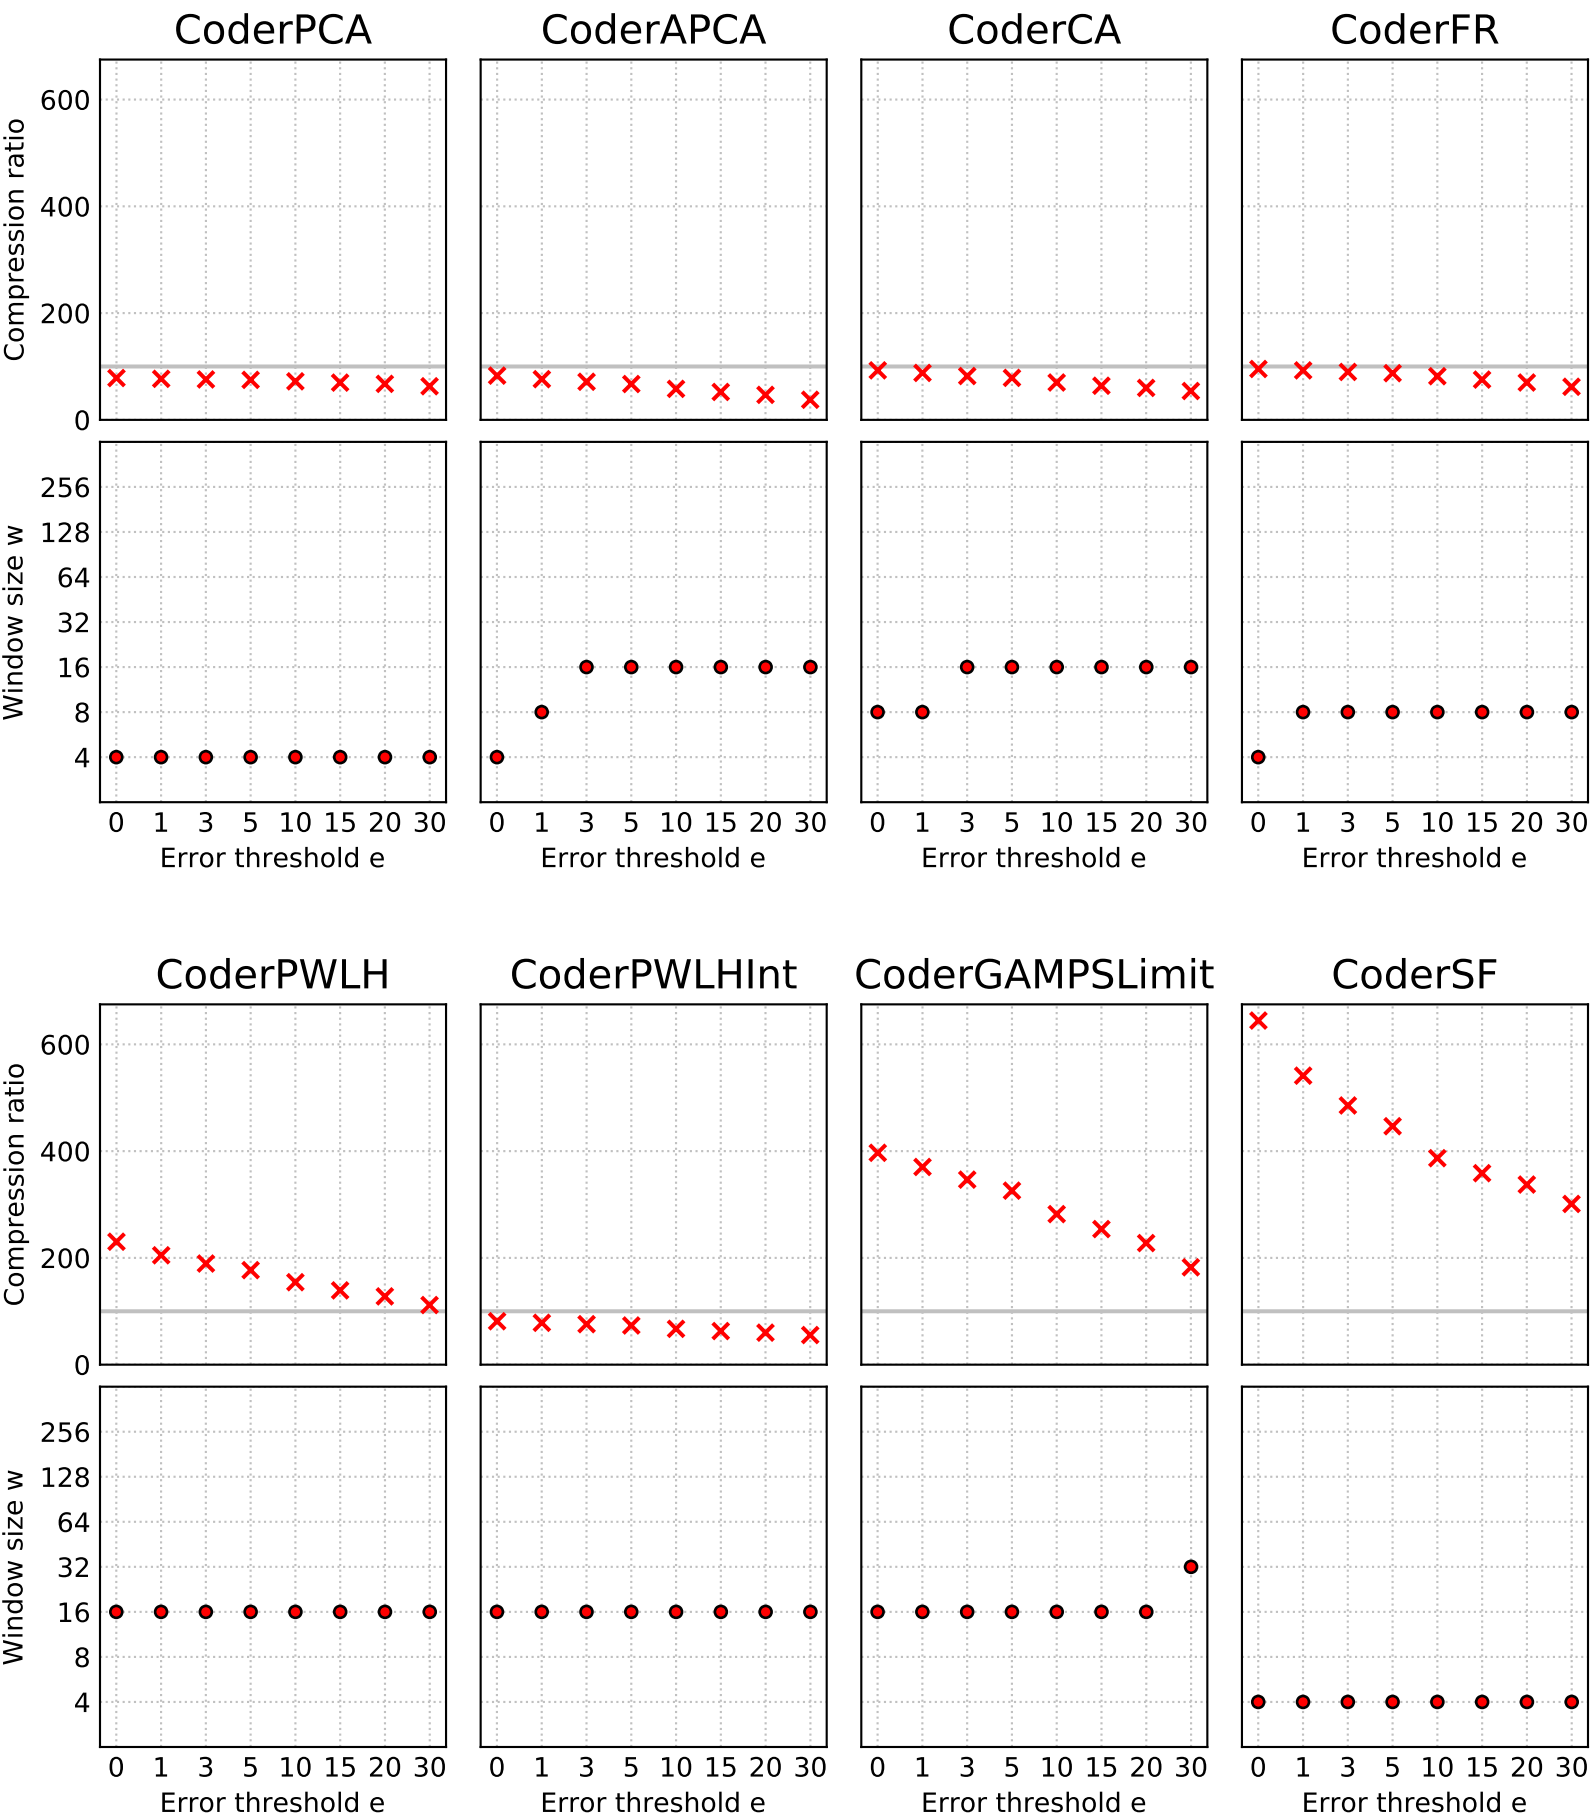 CoderPCA CoderAPCA CoderCA CoderFR
Compression ratio
600
400
200
0
Window size w
256
128
64
32
16
8
4
0 1 3 5 10 15 20 30 0 1 3 5 10 15 20 30 0 1 3 5 10 15 20 30 0 1 3 5 10 15 20 30
Error threshold e Error threshold e Error threshold e Error threshold e
CoderPWLH CoderPWLHInt CoderGAMPSLimit CoderSF
Compression ratio
600
400
200
0
Window size w
256
128
64
32
16
8
4
0 1 3 5 10 15 20 30 0 1 3 5 10 15 20 30 0 1 3 5 10 15 20 30 0 1 3 5 10 15 20 30
Error threshold e Error threshold e Error threshold e Error threshold e